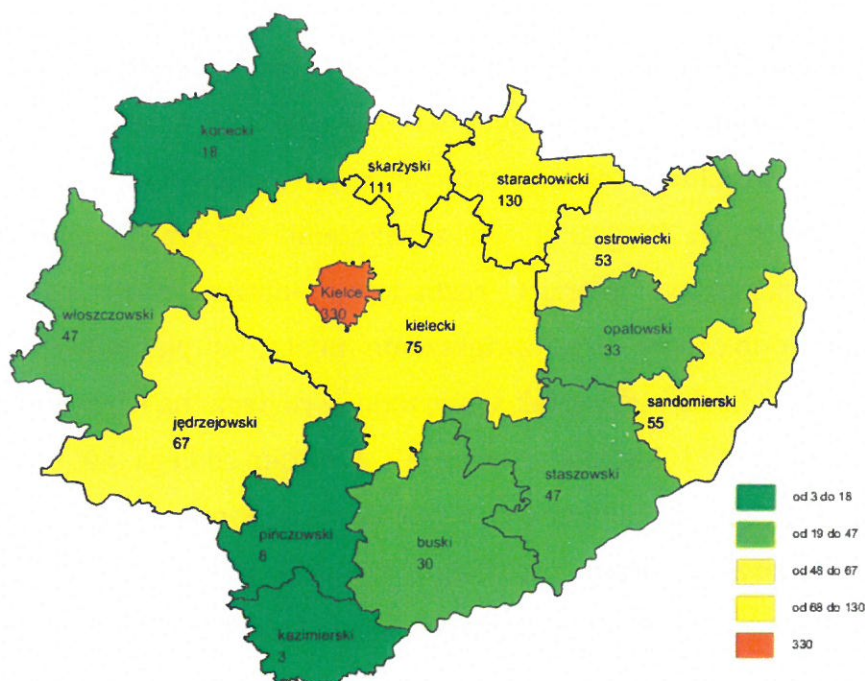 konecki
18
skarżyski
111
starachowicki
130
ostrowiecki
53
włoszczowski
47
Kielce
330
kielecki
75
opatowski
33
jędrzejowski
67
sandomierski
55
staszowski
47
pińczowski
8
buski
30
kazimierski
3
od 3 do 18
od 19 do 47
od 48 do 67
od 68 do 130
330